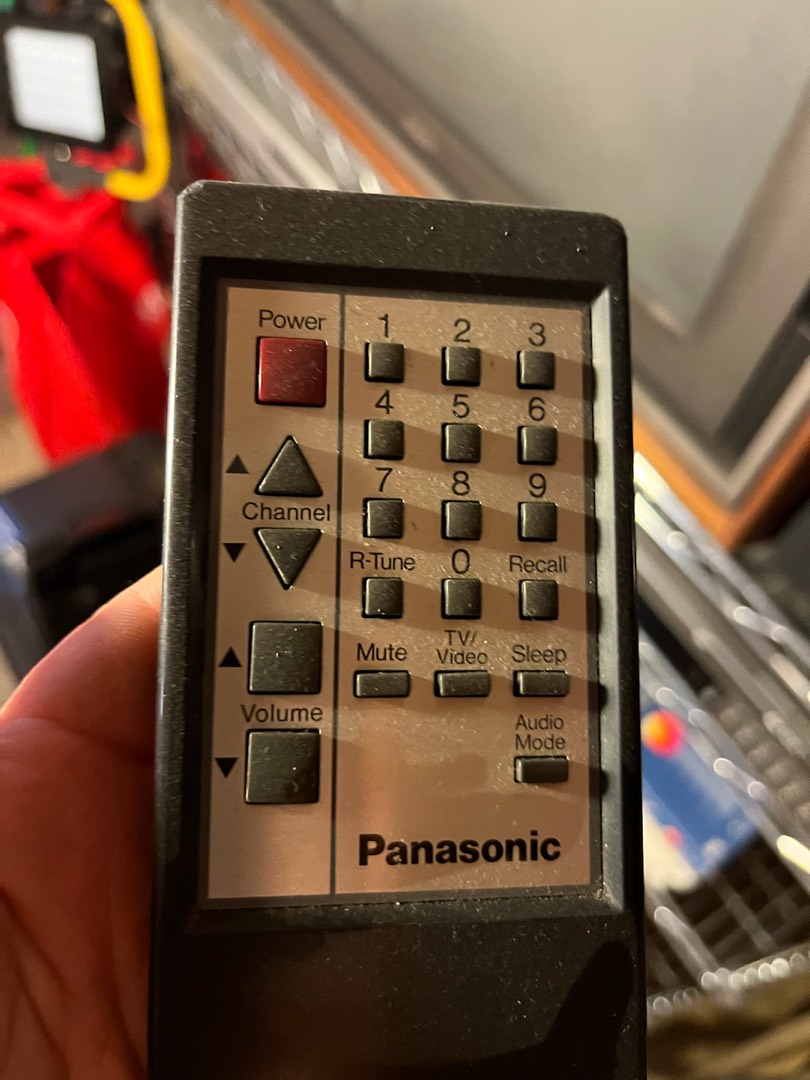 Power
1 2 3
4 5 6
Channel
7 8 9
R-Tune 0 Recall
Mute TV/Video Sleep
Volume
Audio Mode
Panasonic